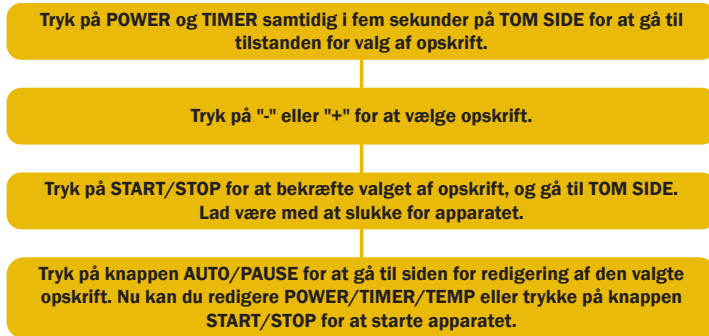 Tryk på POWER og TIMER samtidig i fem sekunder på TOM SIDE for at gå til
tilstanden for valg af opskrift.
Tryk på "-" eller "+" for at vælge opskrift.
Tryk på START/STOP for at bekræfte valget af opskrift, og gå til TOM SIDE.
Lad være med at slukke for apparatet.
Tryk på knappen AUTO/PAUSE for at gå til siden for redigering af den valgte
opskrift. Nu kan du redigere POWER/TIMER/TEMP eller trykke på knappen
START/STOP for at starte apparatet.